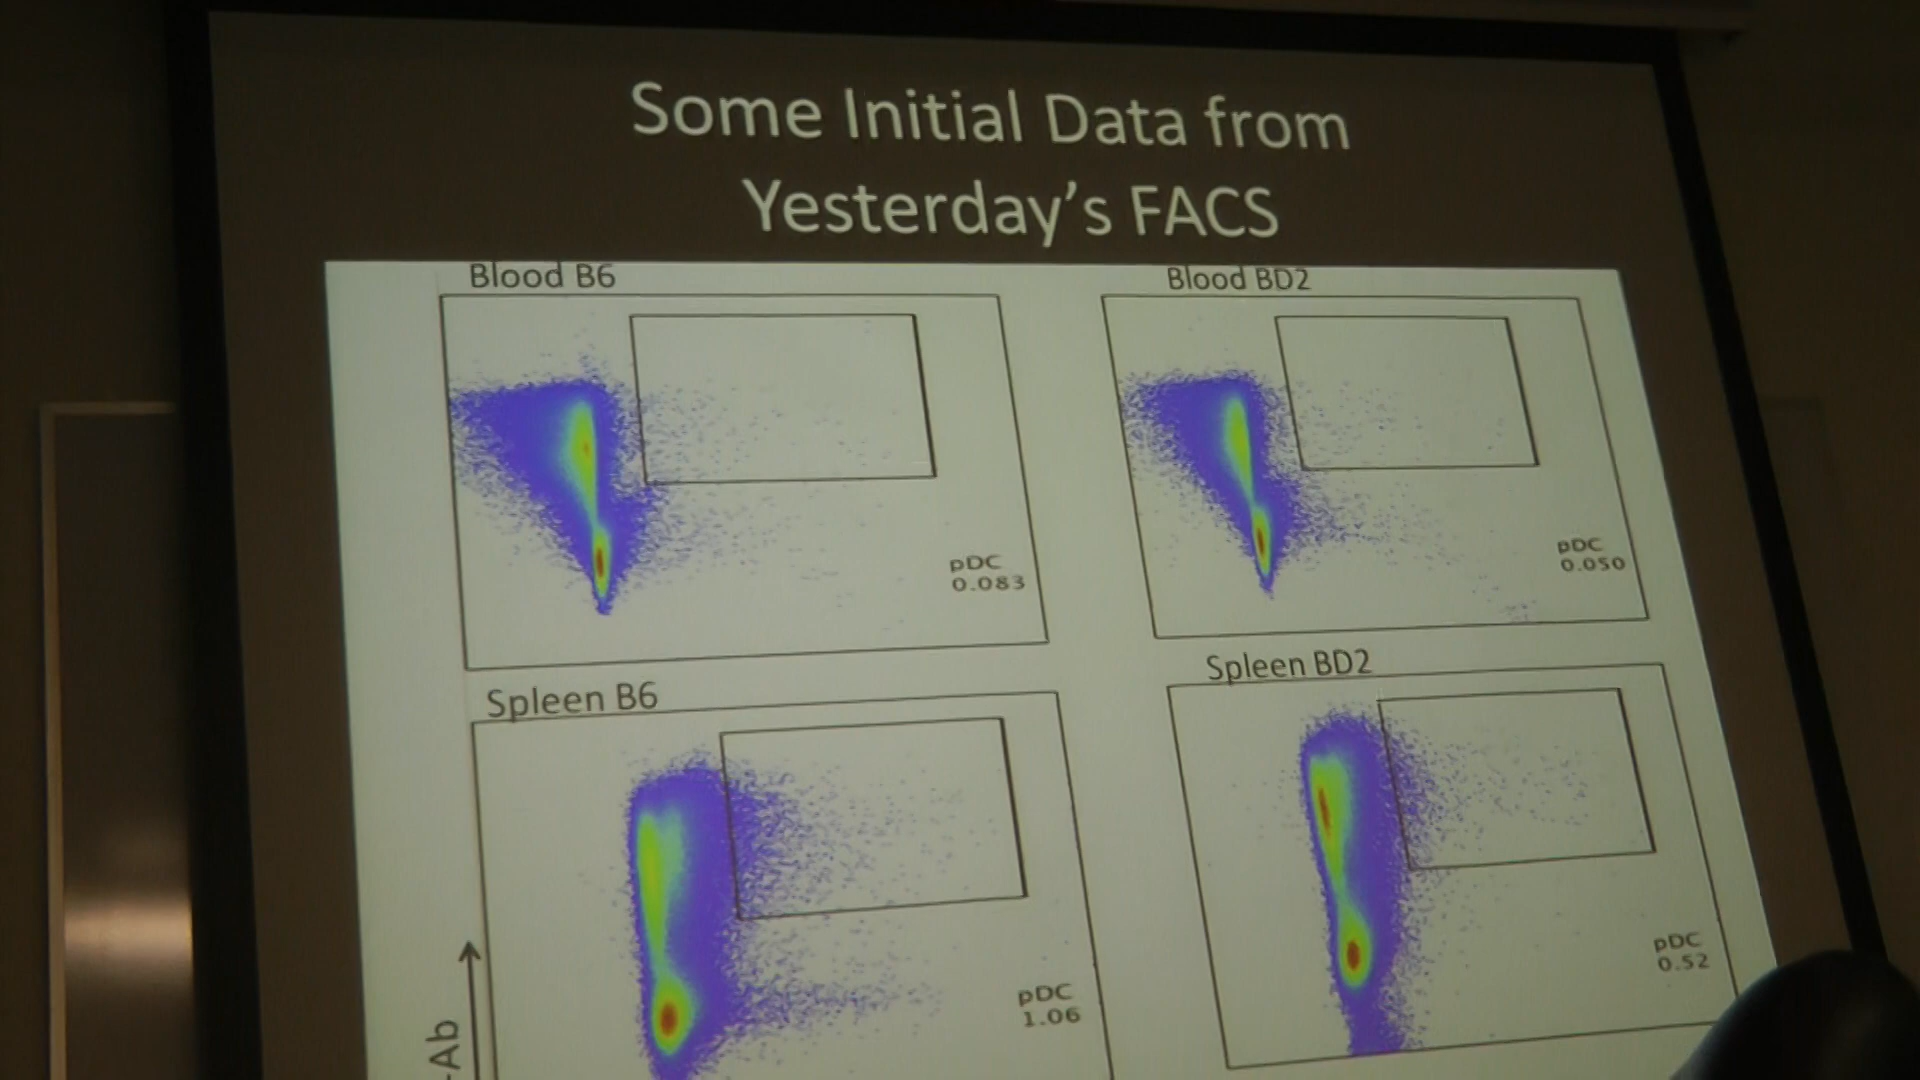 Some Initial Data from
Yesterday's FACS
Blood B6
Blood BD2
pDC
0.083
pDC
0.050
Spleen B6
Spleen BD2
pDC
1.06
pDC
0.52
-Ab